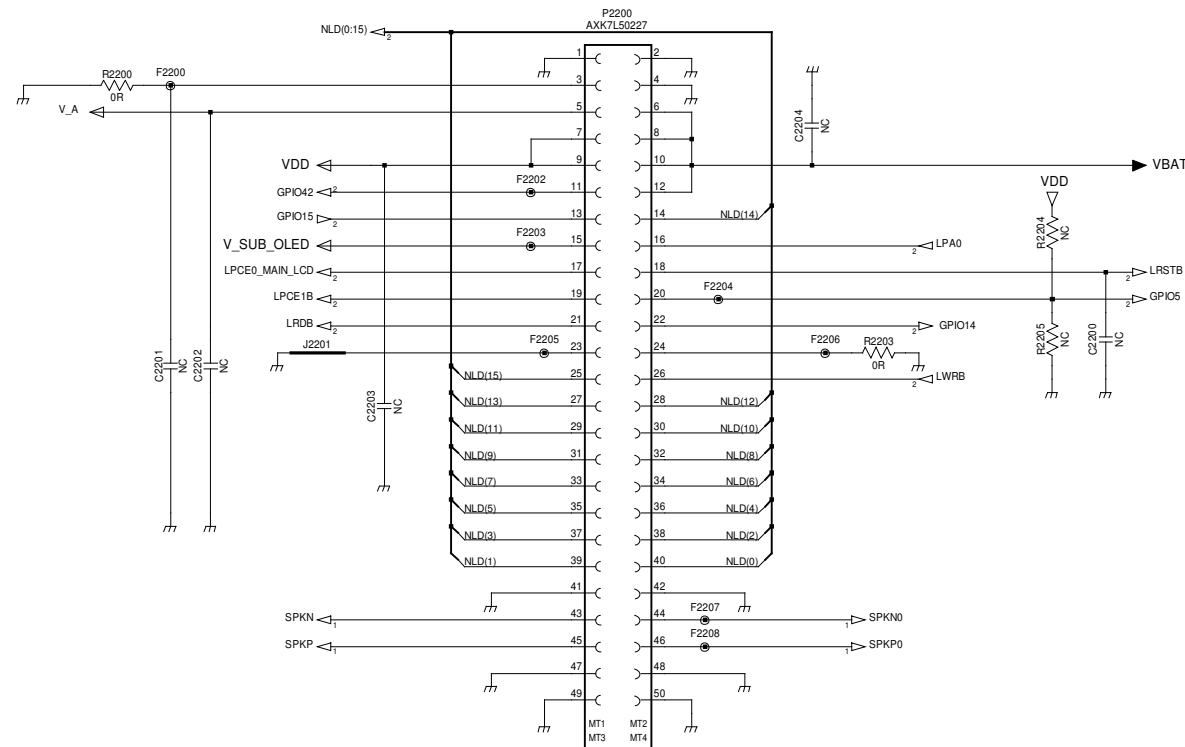 P2200
AXK7L50227
NLD(0:15) 2
1 2
R2200 F2200
0R
3 4
V_A 5 6
7 8
C2204 NC
VDD 9 10 VBAT
F2202
GPIO42 2 11 12
VDD
GPIO15 2 13 14 NLD(14)
R2204 NC
F2203
V_SUB_OLED 15 16 2 LPA0
LPCE0_MAIN_LCD 2 17 18 2 LRSTB
F2204
LPCE1B 2 19 20 2 GPIO5
LRDB 2 21 22 2 GPIO14
J2201 F2205 F2206 R2203
0R
R2205 NC
C2200 NC
23 24
C2201 NC
C2202 NC
NLD(15) 25 26 2 LWRB
C2203 NC
NLD(13) 27 28 NLD(12)
NLD(11) 29 30 NLD(10)
NLD(9) 31 32 NLD(8)
NLD(7) 33 34 NLD(6)
NLD(5) 35 36 NLD(4)
NLD(3) 37 38 NLD(2)
NLD(1) 39 40 NLD(0)
41 42
F2207
SPKN 1 43 44 1 SPKN0
F2208
SPKP 1 45 46 1 SPKP0
47 48
49 50
MT1 MT2
MT3 MT4